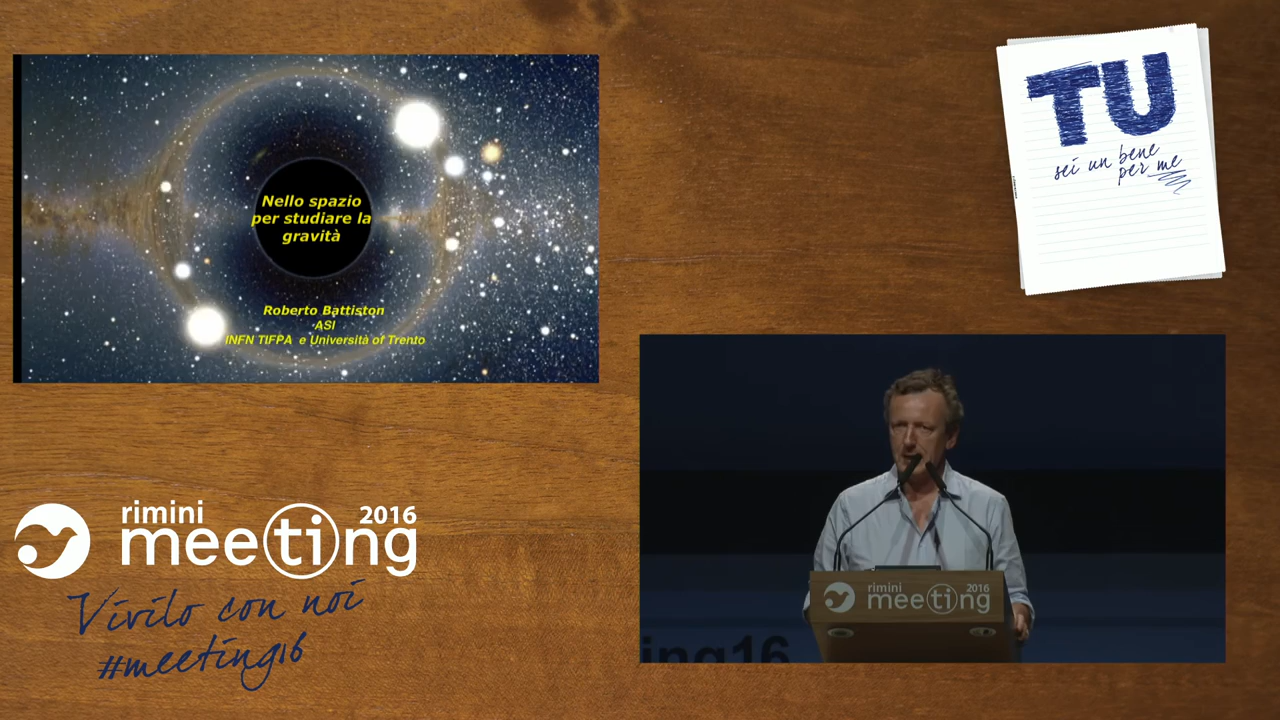 Nello spazio
per studiare la
gravità
Roberto Battiston
ASI
INFN TIFPA e Università of Trento
TU
sei un bene
per me
rimini 2016
meeting
Vivilo con noi
#meeting16
rimini 2016
meeting
ing16